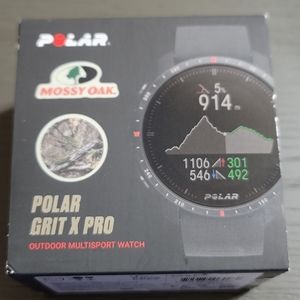 POLAR
MOSSY OAK
5%
914 m
1106 301
546 492
POLAR
POLAR
GRIT X PRO
OUTDOOR MULTISPORT WATCH